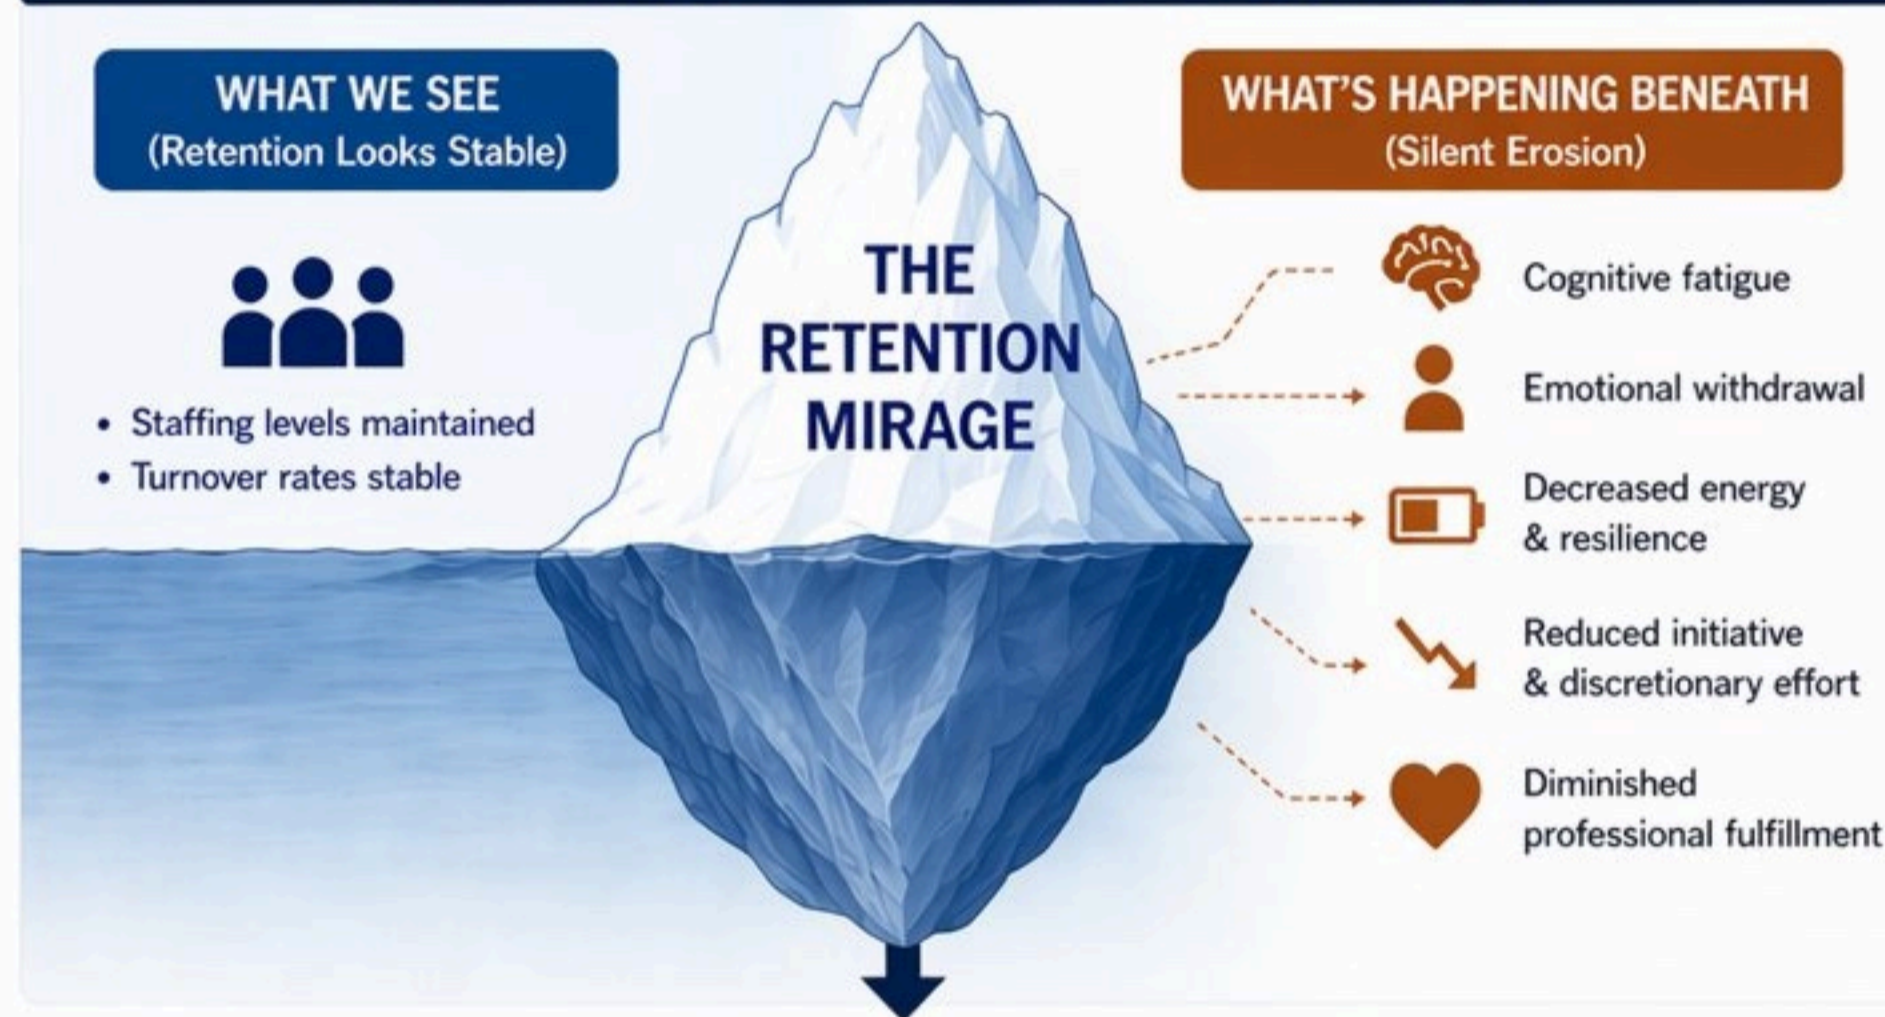 WHAT WE SEE
(Retention Looks Stable)
• Staffing levels maintained
• Turnover rates stable
THE
RETENTION
MIRAGE
WHAT'S HAPPENING BENEATH
(Silent Erosion)
Cognitive fatigue
Emotional withdrawal
Decreased energy
& resilience
Reduced initiative
& discretionary effort
Diminished
professional fulfillment